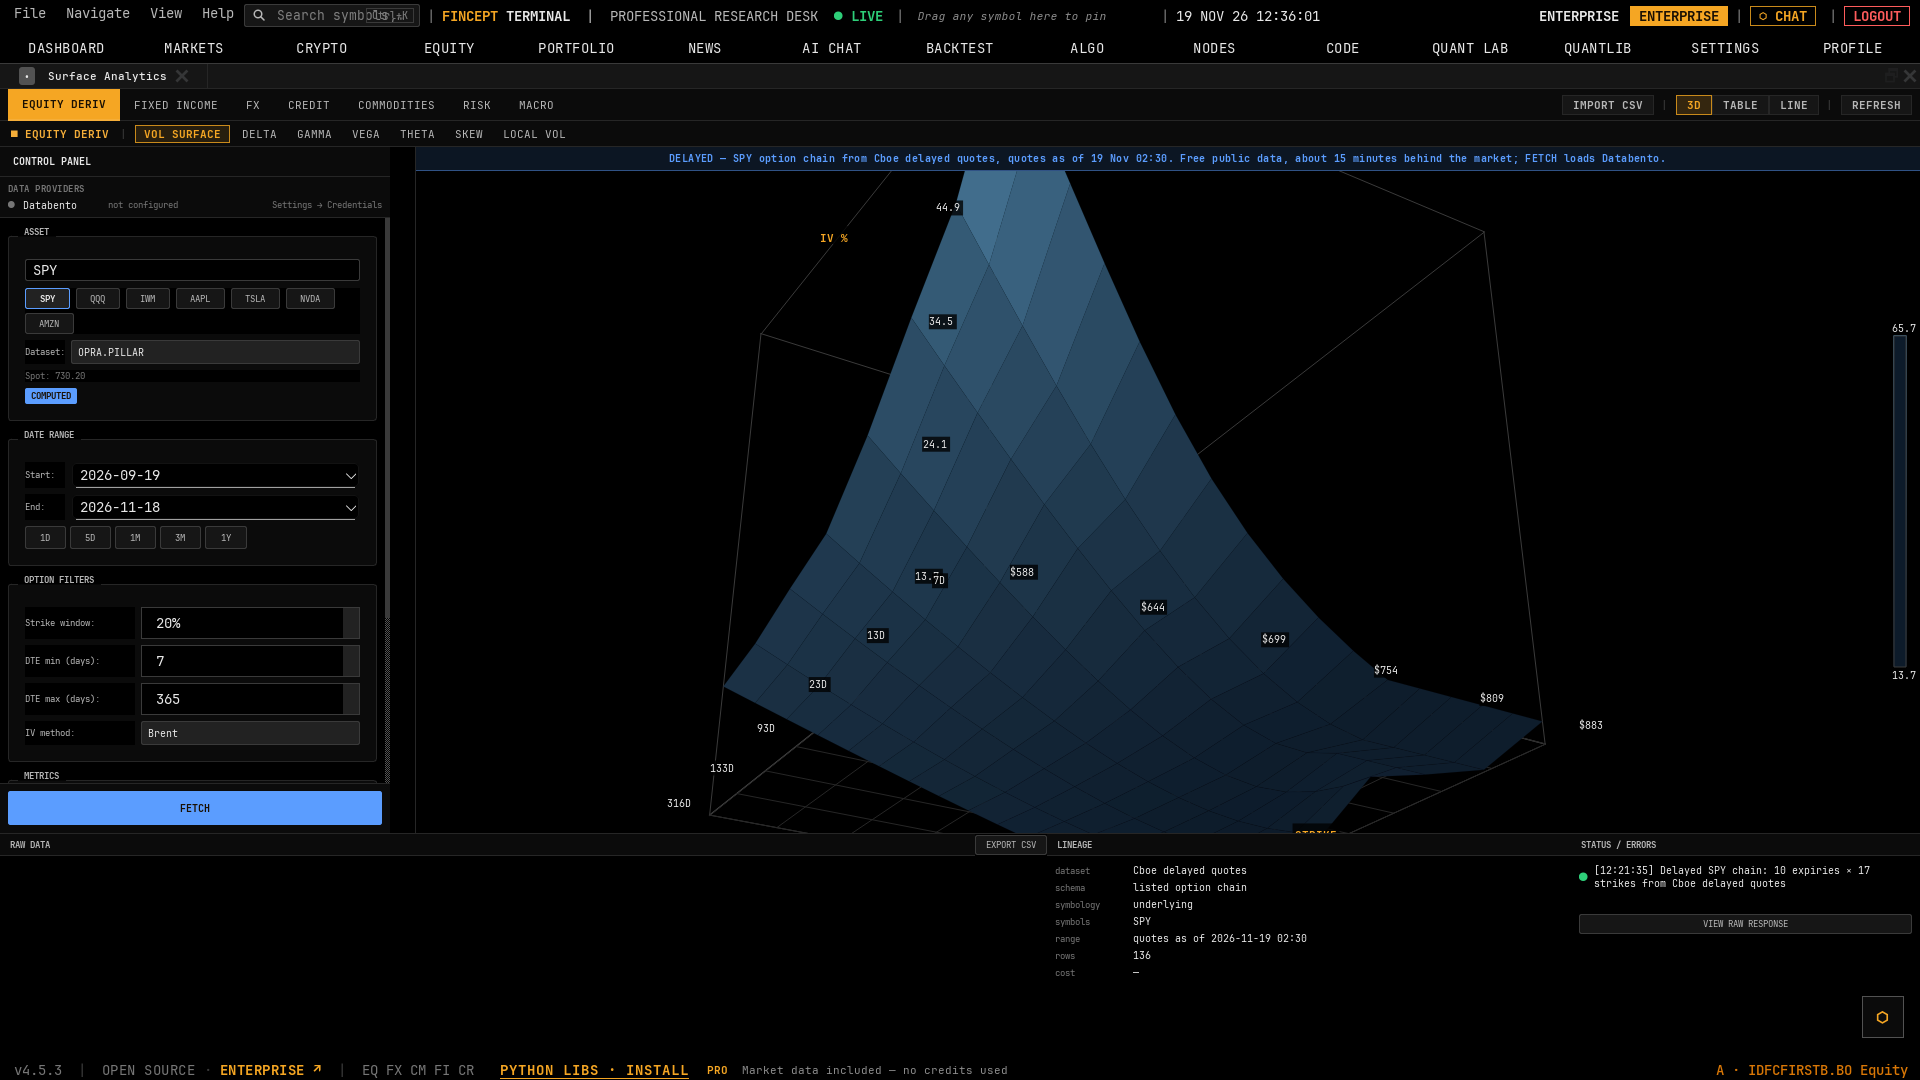 File Navigate View Help Search symbols… Ctrl+K | FINCEPT TERMINAL | PROFESSIONAL RESEARCH DESK ● LIVE | Drag any symbol here to pin | 19 NOV 26 12:36:01 ENTERPRISE ENTERPRISE | CHAT | LOGOUT
DASHBOARD MARKETS CRYPTO EQUITY PORTFOLIO NEWS AI CHAT BACKTEST ALGO NODES CODE QUANT LAB QUANTLIB SETTINGS PROFILE
Surface Analytics
EQUITY DERIV FIXED INCOME FX CREDIT COMMODITIES RISK MACRO IMPORT CSV | 3D TABLE LINE | REFRESH
■ EQUITY DERIV | VOL SURFACE DELTA GAMMA VEGA THETA SKEW LOCAL VOL
CONTROL PANEL
DATA PROVIDERS
Databento not configured Settings → Credentials
ASSET
SPY
SPY QQQ IWM AAPL TSLA NVDA
AMZN
Dataset: OPRA.PILLAR
Spot: 730.20
COMPUTED
DATE RANGE
Start: 2026-09-19
End: 2026-11-18
1D 5D 1M 3M 1Y
OPTION FILTERS
Strike window: 20%
DTE min (days): 7
DTE max (days): 365
IV method: Brent
METRICS
FETCH
DELAYED — SPY option chain from Cboe delayed quotes, quotes as of 19 Nov 02:30. Free public data, about 15 minutes behind the market; FETCH loads Databento.
44.9
IV %
34.5
65.7
24.1
13.7 7D $588
$644
13D $699
$754
13.7
23D
$809
93D $883
133D
316D
STRIKE
RAW DATA EXPORT CSV
LINEAGE
dataset Cboe delayed quotes
schema listed option chain
symbology underlying
symbols SPY
range quotes as of 2026-11-19 02:30
rows 136
cost —
STATUS / ERRORS
[12:21:35] Delayed SPY chain: 10 expiries × 17
strikes from Cboe delayed quotes
VIEW RAW RESPONSE
v4.5.3 | OPEN SOURCE · ENTERPRISE ↗ | EQ FX CM FI CR PYTHON LIBS · INSTALL PRO Market data included — no credits used A · IDFCFIRSTB.BO Equity